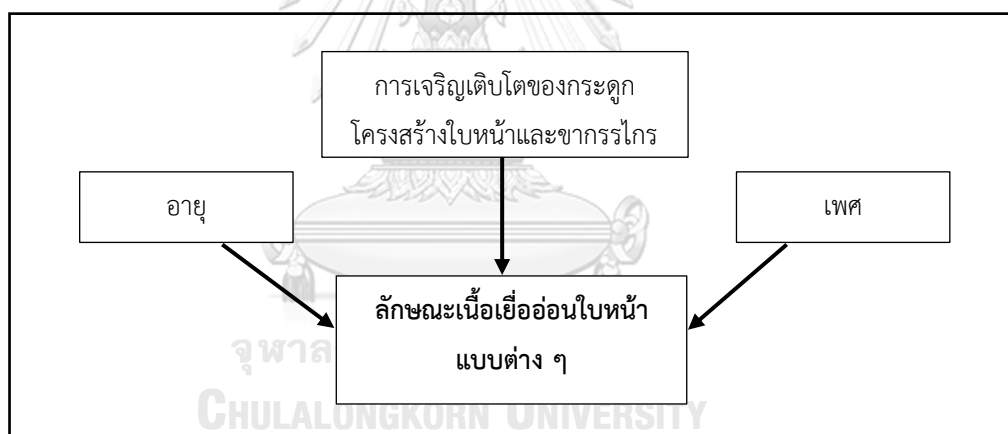 การเจริญเติบโตของกระดูก
โครงสร้างใบหน้าและขากรรไกร
อายุ
เพศ
ลักษณะเนื้อเยื่ออ่อนใบหน้า
แบบต่าง ๆ
จุฬาล
CHULALONGKORN UNIVERSITY